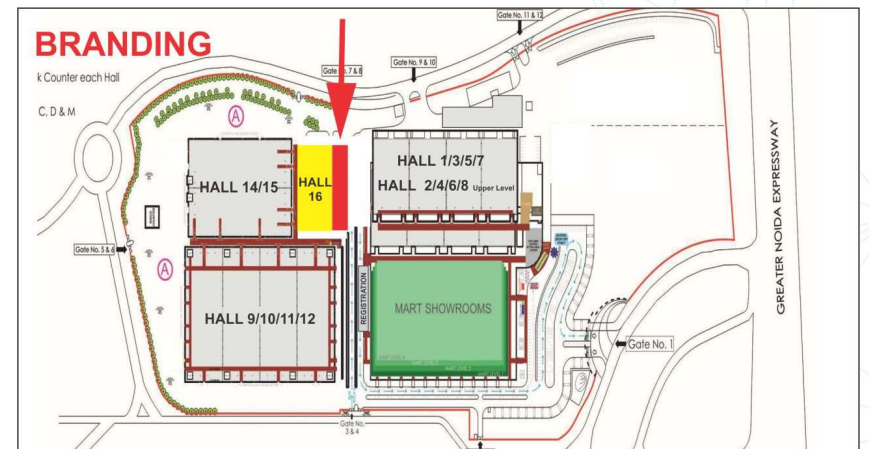 Gate No. 11 & 12
BRANDING
k Counter each Hall
Gate No. 7 & 8
Gate No. 9 & 10
C, D & M
A
HALL 1/3/5/7
HALL 2/4/6/8 Upper Level
HALL 14/15
HALL
16
GREATER NOIDA EXPRESSWAY
Gate No. 5 & 6
A
REGISTRATION
HALL 9/10/11/12
MART SHOWROOMS
Gate No. 1
Gate No.
3 & 4